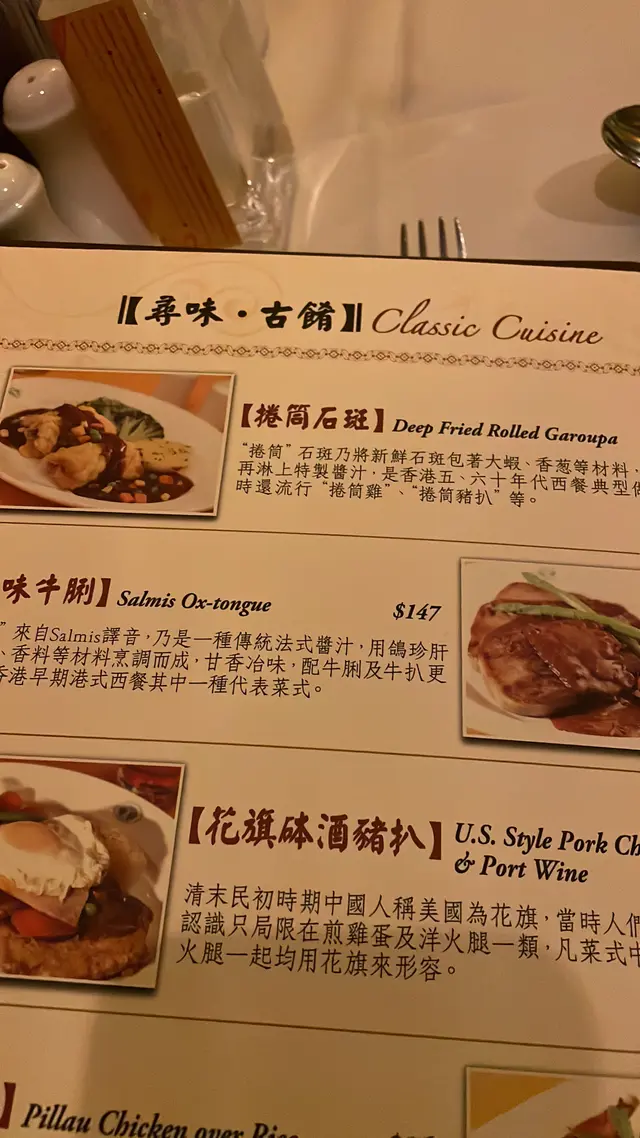 【尋味・古餚】 Classic Cuisine
【捲筒石斑】 Deep Fried Rolled Garoupa
“捲筒”石斑乃將新鮮石斑包著大蝦、香葱等材料、
再淋上特製醬汁，是香港五、六十年代西餐典型
時還流行“捲筒雞”、“捲筒豬扒”等。
味牛脷】 Salmis Ox-tongue $147
”來自Salmis譯音，乃是一種傳統法式醬汁，用鴿珍肝
、香料等材料烹調而成，甘香冶味，配牛脷及牛扒更
香港早期港式西餐其中一種代表菜式。
【花旗砵酒豬扒】 U.S. Style Pork Ch
& Port Wine
清末民初時期中國人稱美國為花旗，當時人們
認識只局限在煎雞蛋及洋火腿一類，凡菜式中
火腿一起均用花旗來形容。
】 Pillau Chicken over Rice